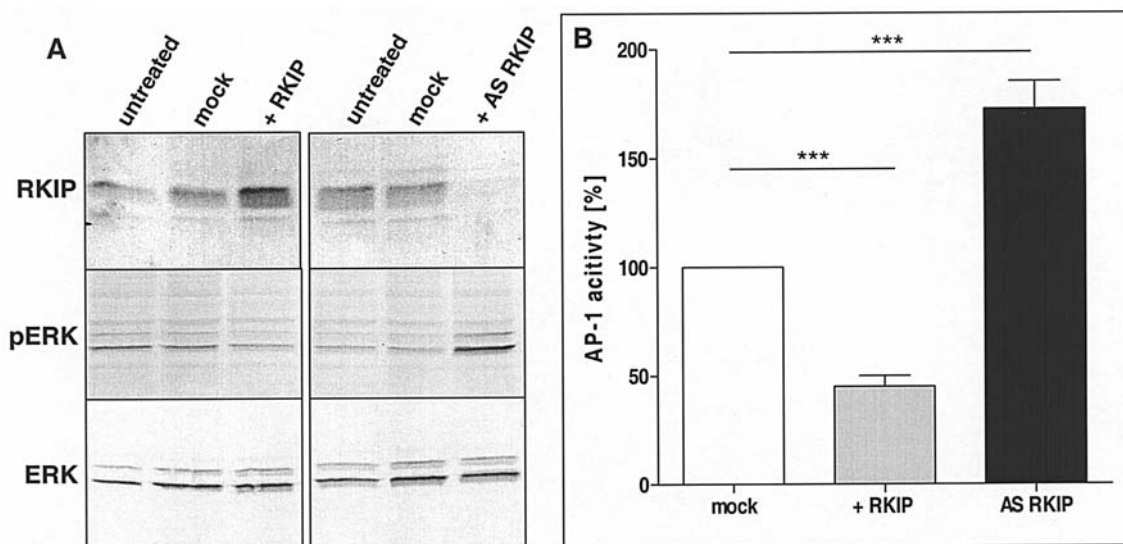 A
untreated
mock
+ RKIP
untreated
mock
+ AS RKIP
RKIP
pERK
ERK
B
AP-1 acitivty [%]
200
150
100
50
0
***
***
mock
+ RKIP
AS RKIP